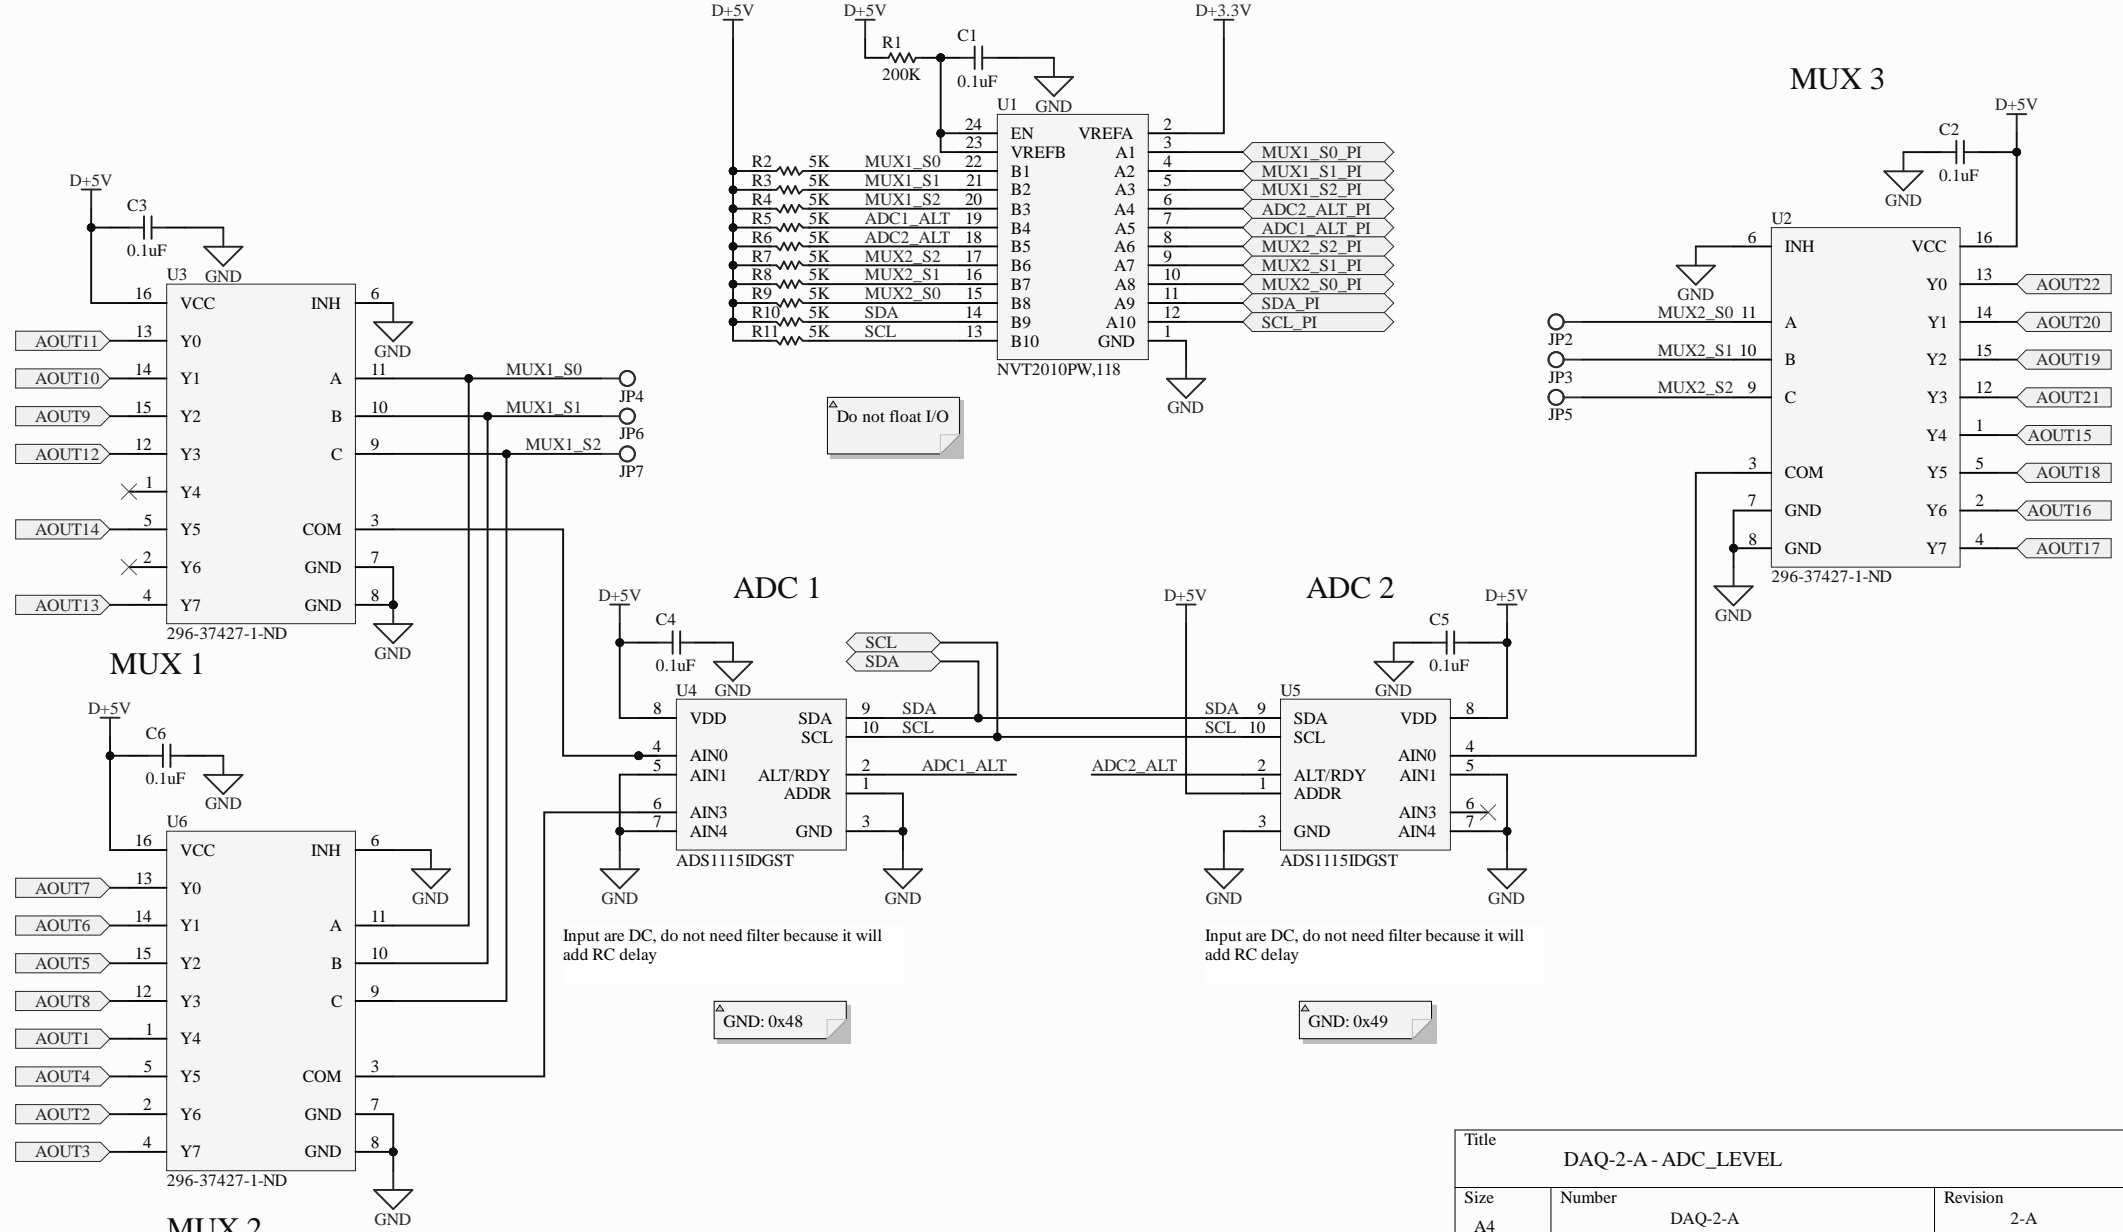 D+5V
D+5V
D+3.3V
R1
200K
C1
0.1uF
GND
U1
24 EN VREFA 2
23 VREFB A1 3 MUX1_S0_PI
R2 5K MUX1_S0 22 B1 A2 4 MUX1_S1_PI
R3 5K MUX1_S1 21 B2 A3 5 MUX1_S2_PI
R4 5K MUX1_S2 20 B3 A4 6 ADC2_ALT_PI
R5 5K ADC1_ALT 19 B4 A5 7 ADC1_ALT_PI
R6 5K ADC2_ALT 18 B5 A6 8 MUX2_S2_PI
R7 5K MUX2_S2 17 B6 A7 9 MUX2_S1_PI
R8 5K MUX2_S1 16 B7 A8 10 MUX2_S0_PI
R9 5K MUX2_S0 15 B8 A9 11 SDA_PI
R10 5K SDA 14 B9 A10 12 SCL_PI
R11 5K SCL 13 B10 GND 1
NVT2010PW,118
GND
Do not float I/O
MUX 3
D+5V
C2
0.1uF
GND
U2
6 INH VCC 16
GND
Y0 13 AOUT22
JP2 MUX2_S0 11 A Y1 14 AOUT20
JP3 MUX2_S1 10 B Y2 15 AOUT19
JP5 MUX2_S2 9 C Y3 12 AOUT21
Y4 1 AOUT15
3 COM Y5 5 AOUT18
7 GND Y6 2 AOUT16
8 GND Y7 4 AOUT17
296-37427-1-ND
GND
D+5V
C3
0.1uF
GND
U3
16 VCC INH 6
GND
AOUT11 13 Y0
AOUT10 14 Y1 A 11 MUX1_S0 JP4
AOUT9 15 Y2 B 10 MUX1_S1 JP6
AOUT12 12 Y3 C 9 MUX1_S2 JP7
1 Y4
AOUT14 5 Y5 COM 3
2 Y6 GND 7
AOUT13 4 Y7 GND 8
296-37427-1-ND
GND
MUX 1
ADC 1
D+5V
C4
0.1uF
GND
SCL
SDA
U4
8 VDD SDA 9 SDA
SCL 10 SCL
4 AIN0
5 AIN1 ALT/RDY 2 ADC1_ALT
ADDR 1
6 AIN3
7 AIN4 GND 3
ADS1115IDGST
GND
GND
Input are DC, do not need filter because it will
add RC delay
GND: 0x48
ADC 2
D+5V
D+5V
C5
0.1uF
GND
U5
SDA 9 SDA VDD 8
SCL 10 SCL
AIN0 4
ADC2_ALT 2 ALT/RDY AIN1 5
1 ADDR
AIN3 6
3 GND AIN4 7
ADS1115IDGST
GND
GND
Input are DC, do not need filter because it will
add RC delay
GND: 0x49
D+5V
C6
0.1uF
GND
U6
16 VCC INH 6
GND
AOUT7 13 Y0
AOUT6 14 Y1 A 11
AOUT5 15 Y2 B 10
AOUT8 12 Y3 C 9
AOUT1 1 Y4
AOUT4 5 Y5 COM 3
AOUT2 2 Y6 GND 7
AOUT3 4 Y7 GND 8
296-37427-1-ND
GND
MUX 2
Title
DAQ-2-A - ADC_LEVEL
Size Number Revision
A4 DAQ-2-A 2-A